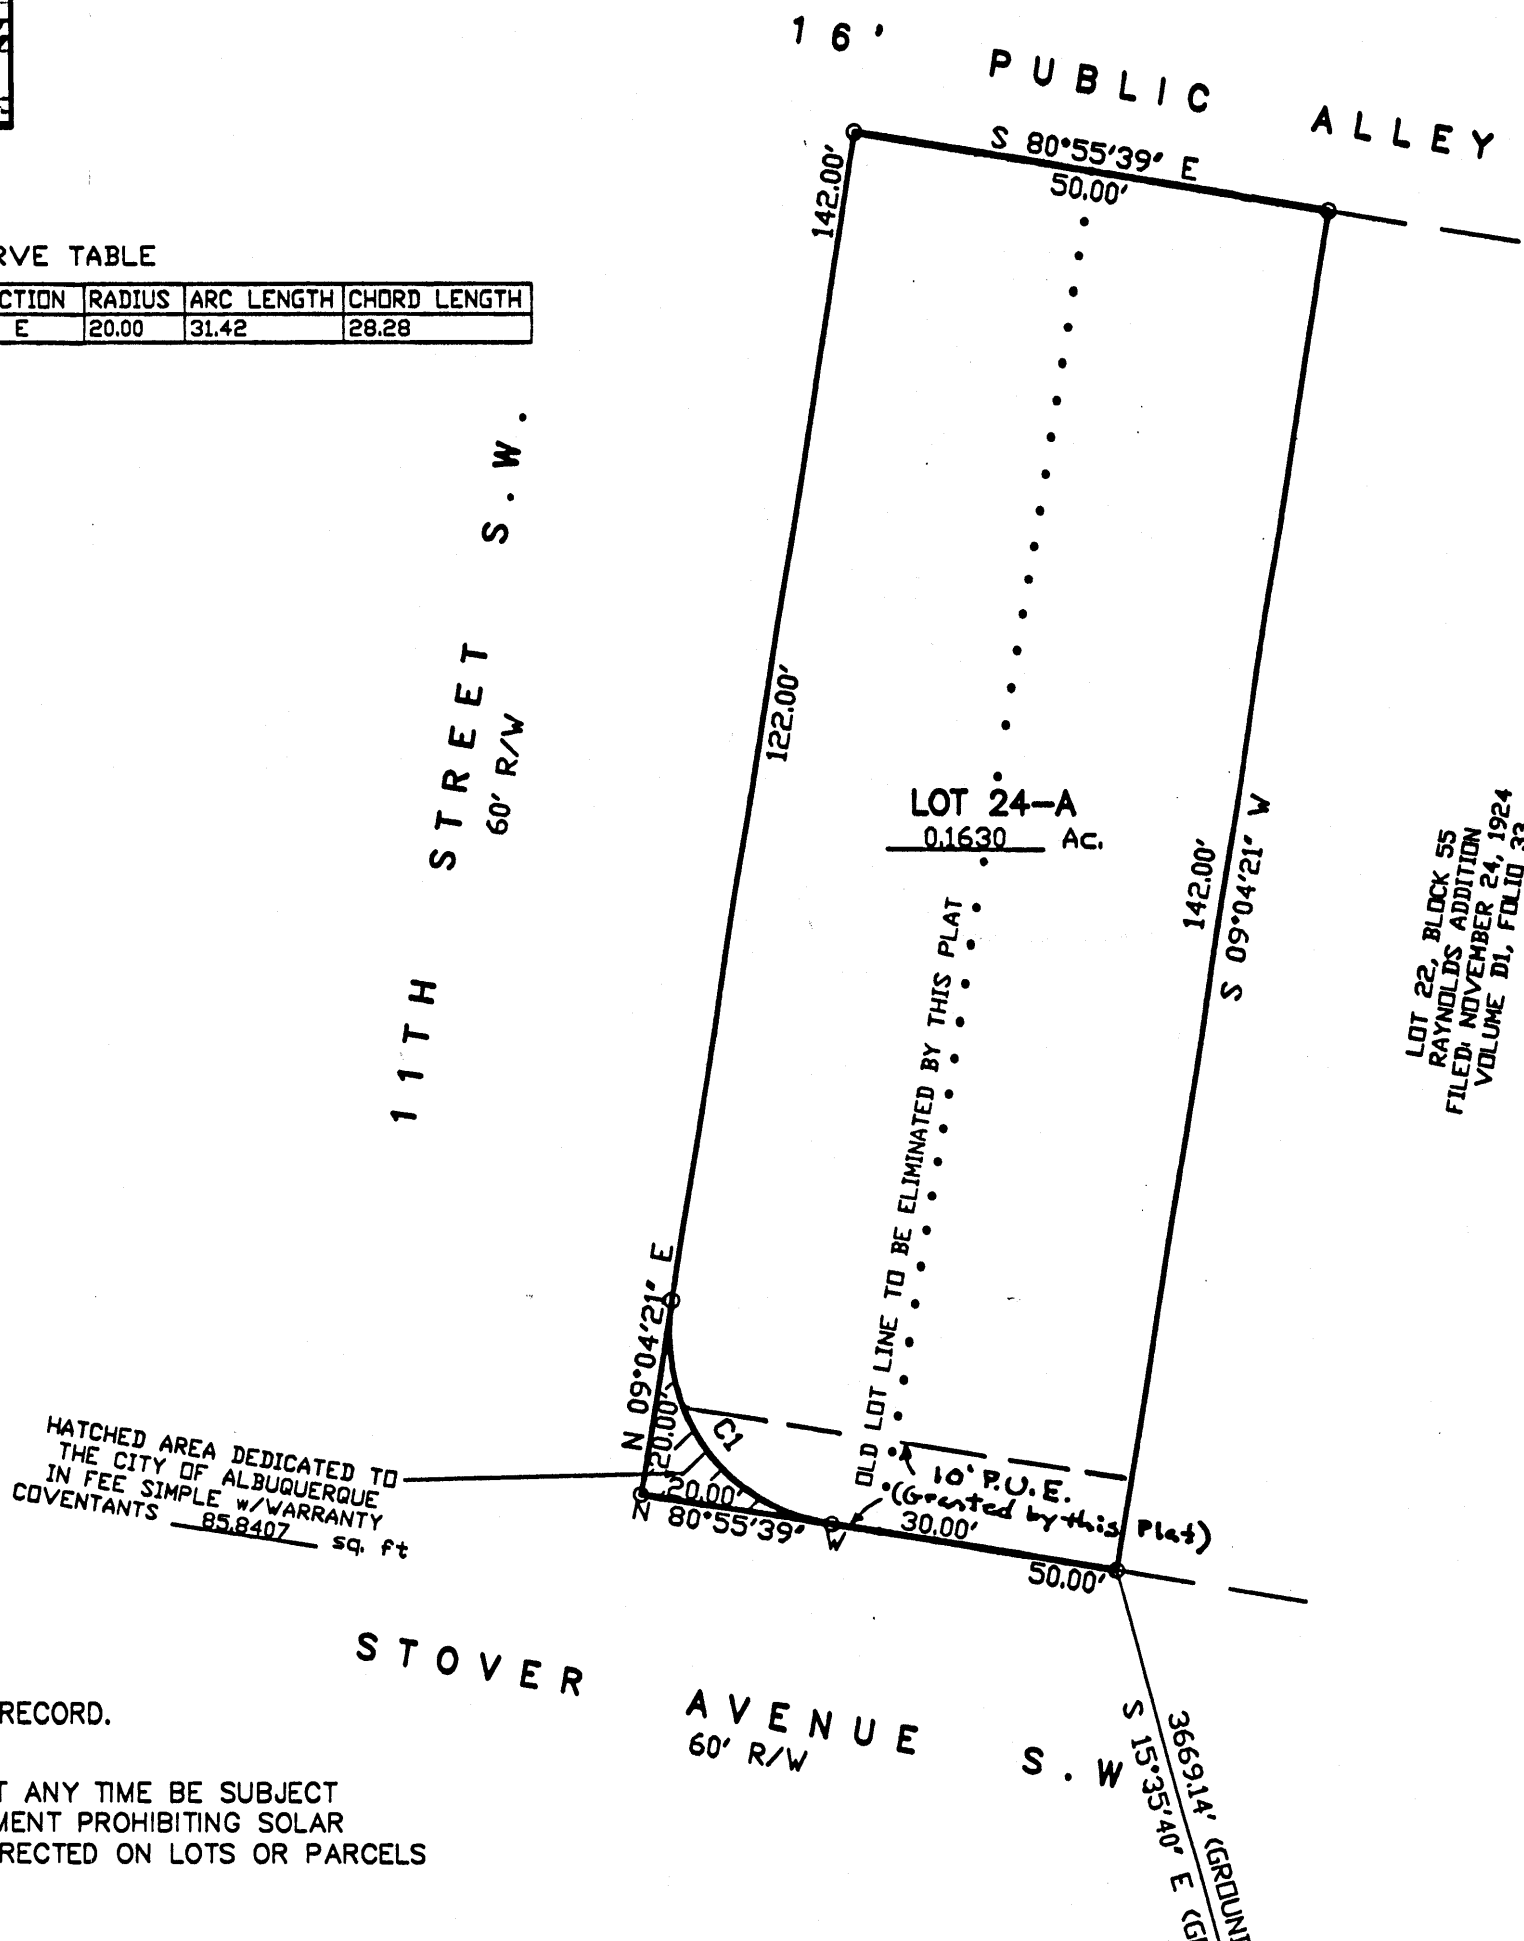 16' PUBLIC ALLEY
S 80°55'39" E
50.00'
142.00'
RVE TABLE
CTION RADIUS ARC LENGTH CHORD LENGTH
E 20.00 31.42 28.28
11TH STREET S.W.
60' R/W
122.00'
LOT 24-A
0.1630 Ac.
142.00'
S 09°04'21" W
LOT 22, BLOCK 55
RAYNOLDS ADDITION
FILED: NOVEMBER 24, 1924
VOLUME D1, FOLIO 33
OLD LOT LINE TO BE ELIMINATED BY THIS PLAT
N 09°04'21" E
20.00'
C1
HATCHED AREA DEDICATED TO
THE CITY OF ALBUQUERQUE
IN FEE SIMPLE w/WARRANTY
COVENTANTS 85.8407 sq. ft
20.00'
N 80°55'39" W
10' P.U.E.
(Granted by this Plat)
30.00'
50.00'
STOVER AVENUE S.W
60' R/W
3669.14' (GROUND
S 15°35'40" E (G
RECORD.
T ANY TIME BE SUBJECT
MENT PROHIBITING SOLAR
RECTED ON LOTS OR PARCELS